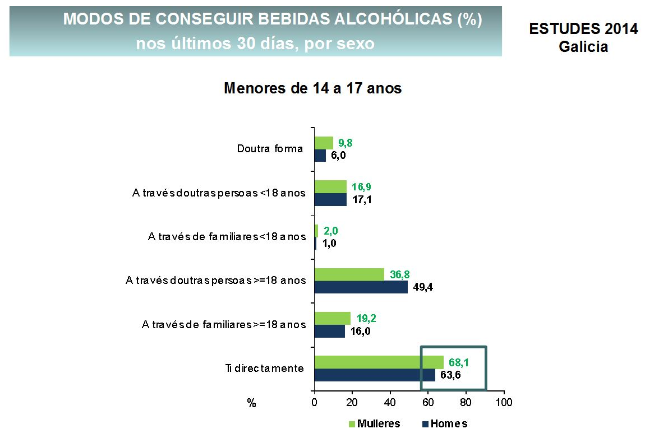 MODOS DE CONSEGUIR BEBIDAS ALCOHÓLICAS (%)
nos últimos 30 días, por sexo
ESTUDES 2014
Galicia
Menores de 14 a 17 anos
Doutra forma
9,8
6,0
A través doutras persoas <18 anos
16,9
17,1
A través de familiares <18 anos
2,0
1,0
A través doutras persoas >=18 anos
36,8
49,4
A través de familiares >=18 anos
19,2
16,0
Ti directamente
68,1
63,6
% 0 20 40 60 80 100
Mulleres Homes